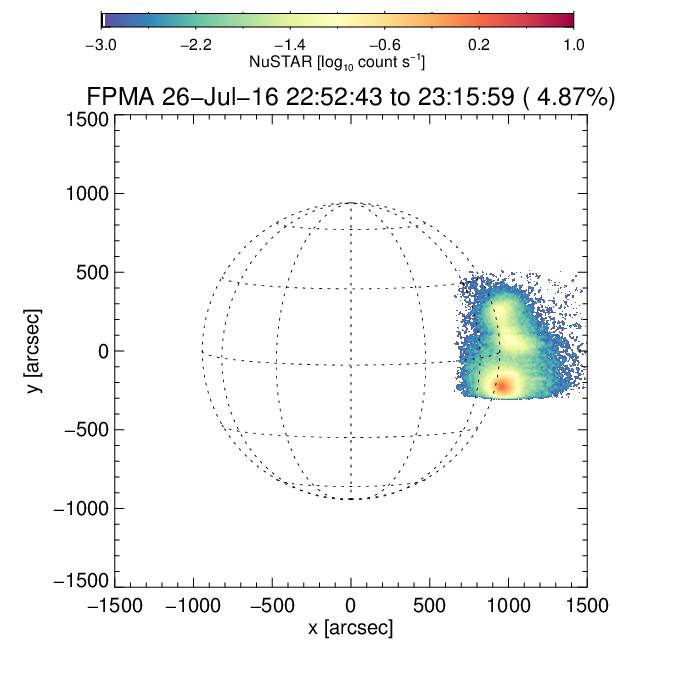 −3.0 −2.2 −1.4 −0.6 0.2 1.0
NuSTAR [log₁₀ count s⁻¹]
FPMA 26−Jul−16 22:52:43 to 23:15:59 ( 4.87%)
1500
1000
500
0
−500
−1000
−1500
y [arcsec]
−1500 −1000 −500 0 500 1000 1500
x [arcsec]